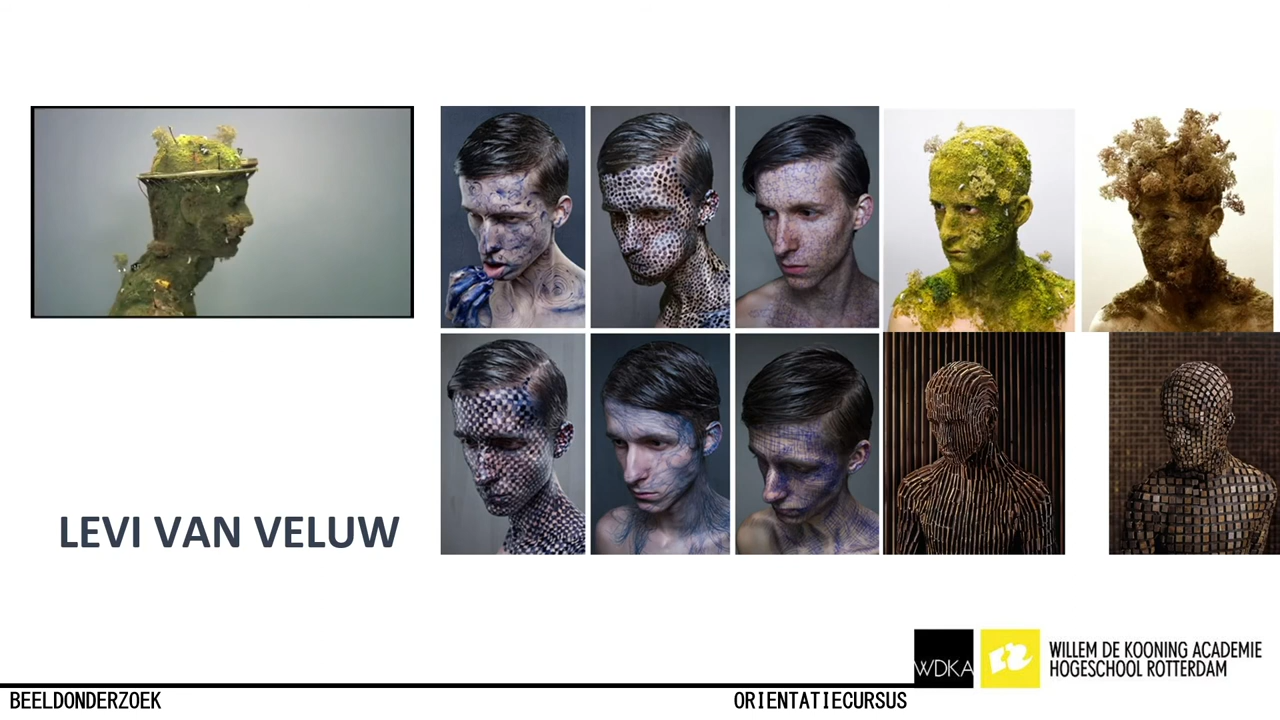 LEVI VAN VELUW
WDKA
WILLEM DE KOONING ACADEMIE
HOGESCHOOL ROTTERDAM
BEELDONDERZOEK
ORIENTATIECURSUS